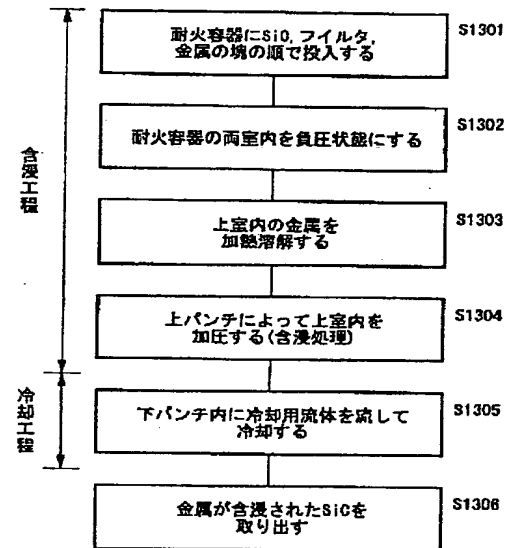 耐火容器にSiO,フイルタ,
金属の塊の順で投入する
S1301
耐火容器の両室内を負圧状態にする
S1302
上室内の金属を
加熱溶解する
S1303
上パンチによって上室内を
加圧する(含浸処理)
S1304
含浸工程
下パンチ内に冷却用流体を流して
冷却する
S1305
冷却工程
金属が含浸されたSiCを
取り出す
S1306